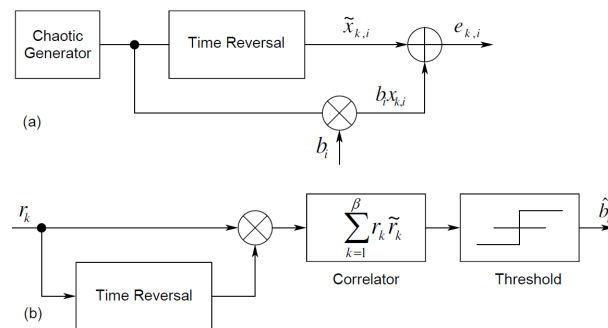 Chaotic
Generator
Time Reversal
x̃k,i
ek,i
bixk,i
bi
(a)
rk
β
∑ rk r̃k
k=1
Correlator
Threshold
b̂i
Time Reversal
(b)